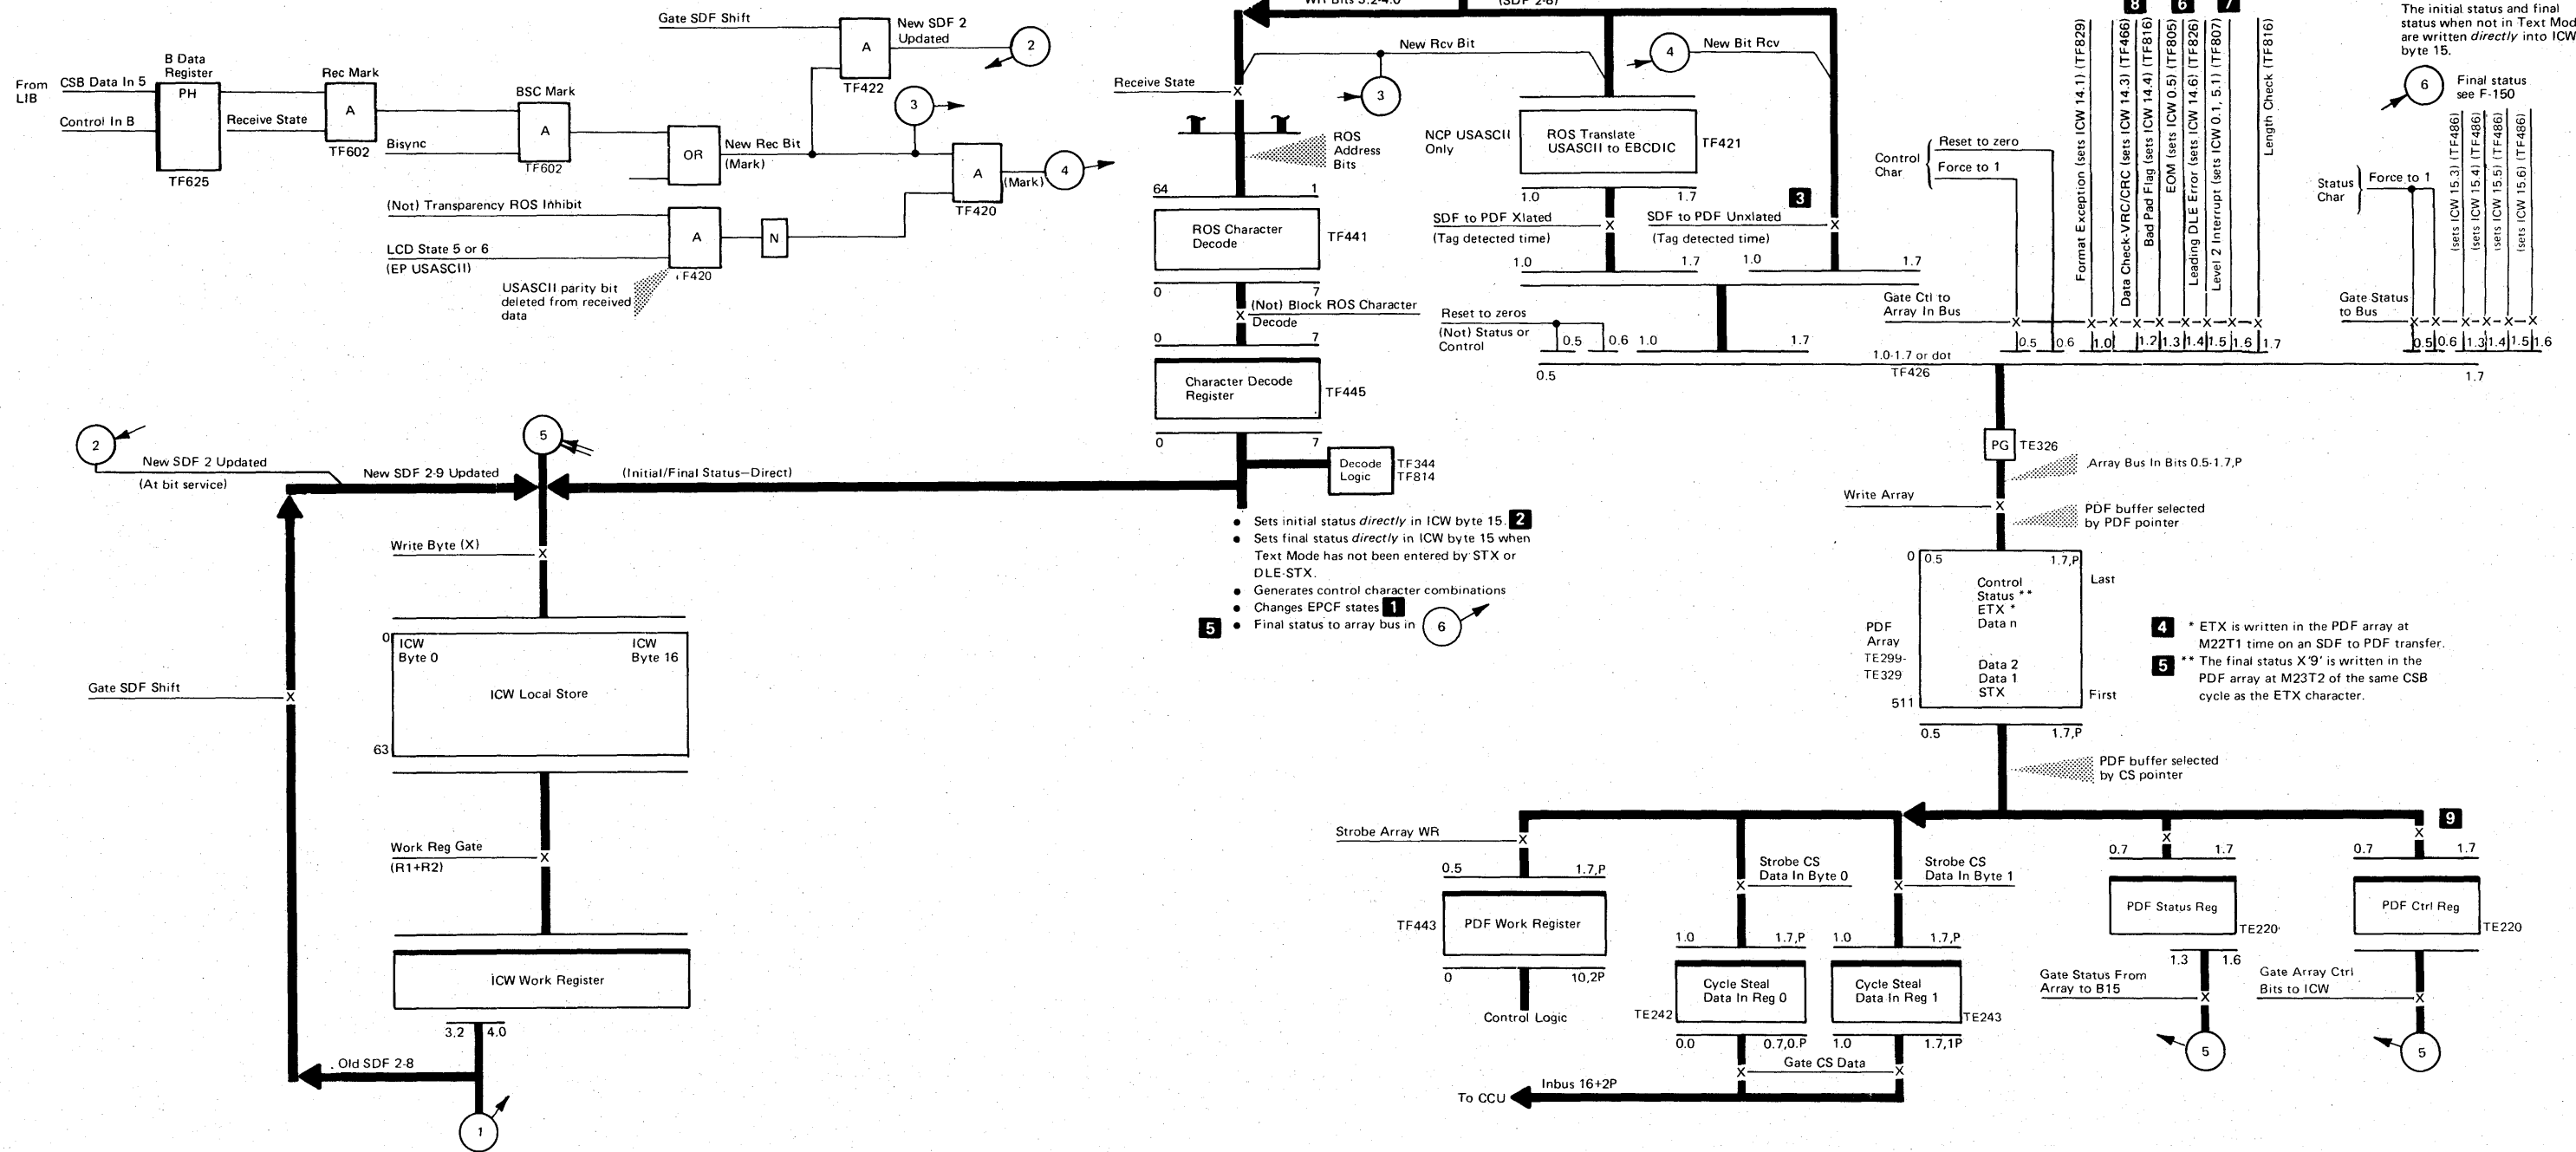 Gate SDF Shift
New SDF 2
Updated
A
TF422
2
B Data
Register
PH
TF625
From
LIB
CSB Data In 5
Control In B
Rec Mark
A
TF602
Receive State
BSC Mark
A
TF602
Bisync
OR
New Rec Bit
(Mark)
3
A
TF420
(Mark)
4
(Not) Transparency ROS Inhibit
LCD State 5 or 6
(EP USASCII)
A
N
F420
USASCII parity bit
deleted from received
data
WR Bits 3.2-4.0
(SDF 2-8)
New Rcv Bit
4
New Bit Rcv
Receive State
X
3
ROS
Address
Bits
NCP USASCII
Only
ROS Translate
USASCII to EBCDIC
TF421
64
1
ROS Character
Decode
TF441
0
7
(Not) Block ROS Character
Decode
X
0
7
Character Decode
Register
TF445
0
7
Decode
Logic
TF344
TF814
1.0
1.7
3
SDF to PDF Xlated
(Tag detected time)
X
SDF to PDF Unxlated
(Tag detected time)
X
1.0
1.7
1.0
1.7
Reset to zeros
(Not) Status or
Control
0.5
0.6
1.0
1.7
Control
Char
Reset to zero
Force to 1
Gate Ctl to
Array In Bus
8
6
7
Format Exception (sets ICW 14.1) (TF829)
Data Check-VRC/CRC (sets ICW 14.3) (TF466)
Bad Pad Flag (sets ICW 14.4) (TF816)
EOM (sets ICW 0.5) (TF805)
Leading DLE Error (sets ICW 14.6) (TF826)
Level 2 Interrupt (sets ICW 0.1, 5.1) (TF807)
Length Check (TF816)
X X X X X X X X X
0.5
0.6
1.0
1.2
1.3
1.4
1.5
1.6
1.7
The initial status and final
status when not in Text Mod
are written directly into ICW
byte 15.
6
Final status
see F-150
(sets ICW 15.3) (TF486)
(sets ICW 15.4) (TF486)
(sets ICW 15.5) (TF486)
(sets ICW 15.6) (TF486)
Status
Char
Force to 1
Gate Status
to Bus
X X X X X X
0.5
0.6
1.3
1.4
1.5
1.6
1.0-1.7 or dot
TF426
0.5
1.7
PG
TE326
Array Bus In Bits 0.5-1.7,P
Write Array
X
PDF buffer selected
by PDF pointer
2
New SDF 2 Updated
(At bit service)
5
New SDF 2-9 Updated
(Initial/Final Status—Direct)
Write Byte (X)
X
0
ICW
Byte 0
ICW
Byte 16
ICW Local Store
63
Gate SDF Shift
X
Work Reg Gate
(R1+R2)
X
ICW Work Register
3.2
4.0
Old SDF 2-8
1
• Sets initial status directly in ICW byte 15. 2
• Sets final status directly in ICW byte 15 when
Text Mode has not been entered by STX or
DLE-STX.
• Generates control character combinations
• Changes EPCF states 1
5 • Final status to array bus in 6
PDF
Array
TE299-
TE329
0
0.5
1.7,P
Control
Status **
ETX *
Data n
Data 2
Data 1
STX
Last
First
511
0.5
1.7,P
4 * ETX is written in the PDF array at
M22T1 time on an SDF to PDF transfer.
5 ** The final status X'9' is written in the
PDF array at M23T2 of the same CSB
cycle as the ETX character.
PDF buffer selected
by CS pointer
Strobe Array WR
X
0.5
1.7,P
TF443
PDF Work Register
0
10,2P
Control Logic
Strobe CS
Data In Byte 0
X
1.0
1.7,P
Cycle Steal
Data In Reg 0
TE242
0.0
0.7,0.P
Strobe CS
Data In Byte 1
X
1.0
1.7,P
Cycle Steal
Data In Reg 1
TE243
1.0
1.7,1P
Gate CS Data
X
X
Inbus 16+2P
To CCU
9
X
0.7
1.7
PDF Status Reg
TE220
1.3
1.6
Gate Status From
Array to B15
X
5
X
0.7
1.7
PDF Ctrl Reg
TE220
Gate Array Ctrl
Bits to ICW
X
5